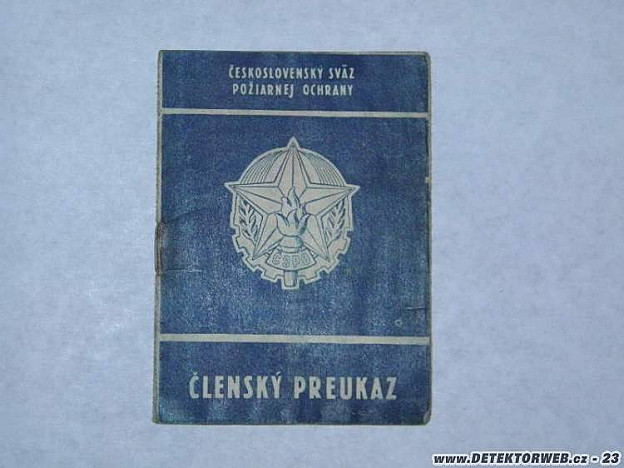 ČESKOSLOVENSKÝ SVÄZ
POŽIARNEJ OCHRANY
ČSPO
ČLENSKÝ PREUKAZ
www.DETEKTORWEB.cz - 23